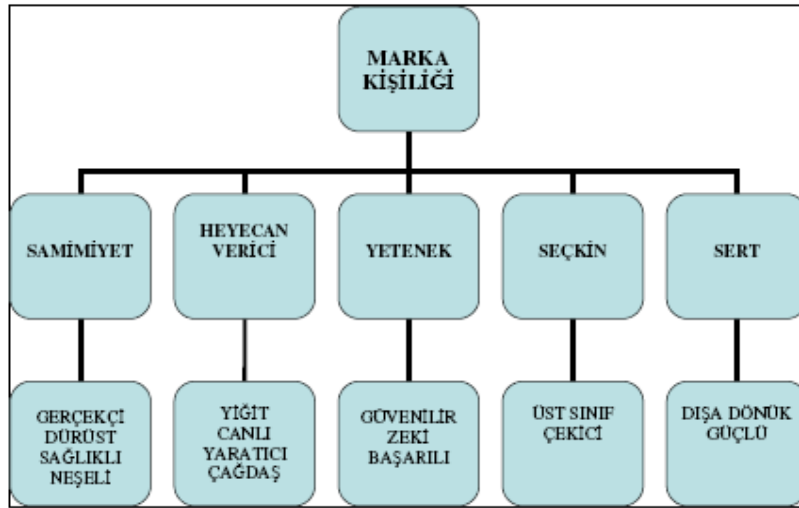 MARKA
KİŞİLİĞİ
SAMİMİYET
HEYECAN
VERİCİ
YETENEK
SEÇKİN
SERT
GERÇEKÇİ
DÜRÜST
SAĞLIKLI
NEŞELİ
YİĞİT
CANLI
YARATICI
ÇAĞDAŞ
GÜVENİLİR
ZEKİ
BAŞARILI
ÜST SINIF
ÇEKİCİ
DIŞA DÖNÜK
GÜÇLÜ